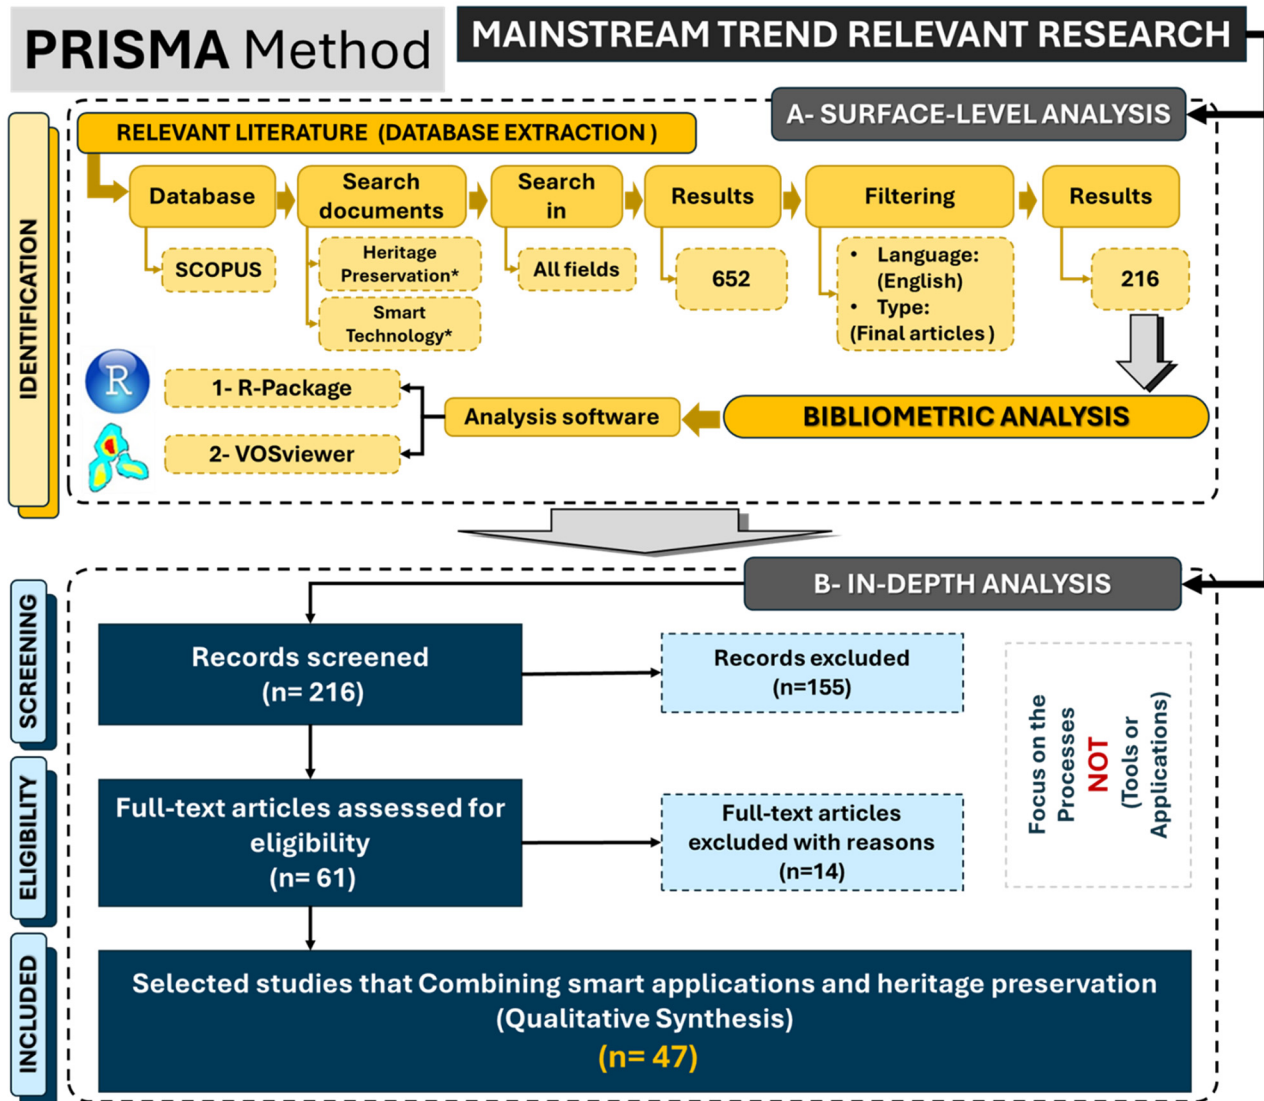 PRISMA Method
MAINSTREAM TREND RELEVANT RESEARCH
A- SURFACE-LEVEL ANALYSIS
IDENTIFICATION
RELEVANT LITERATURE (DATABASE EXTRACTION )
Database
Search
documents
Search
in
Results
Filtering
Results
SCOPUS
Heritage
Preservation*
Smart
Technology*
All fields
652
• Language:
(English)
• Type:
(Final articles )
216
R
1- R-Package
2- VOSviewer
Analysis software
BIBLIOMETRIC ANALYSIS
B- IN-DEPTH ANALYSIS
SCREENING
Records screened
(n= 216)
Records excluded
(n=155)
Focus on the
Processes
NOT
(Tools or
Applications)
ELIGIBILITY
Full-text articles assessed for
eligibility
(n= 61)
Full-text articles
excluded with reasons
(n=14)
INCLUDED
Selected studies that Combining smart applications and heritage preservation
(Qualitative Synthesis)
(n= 47)